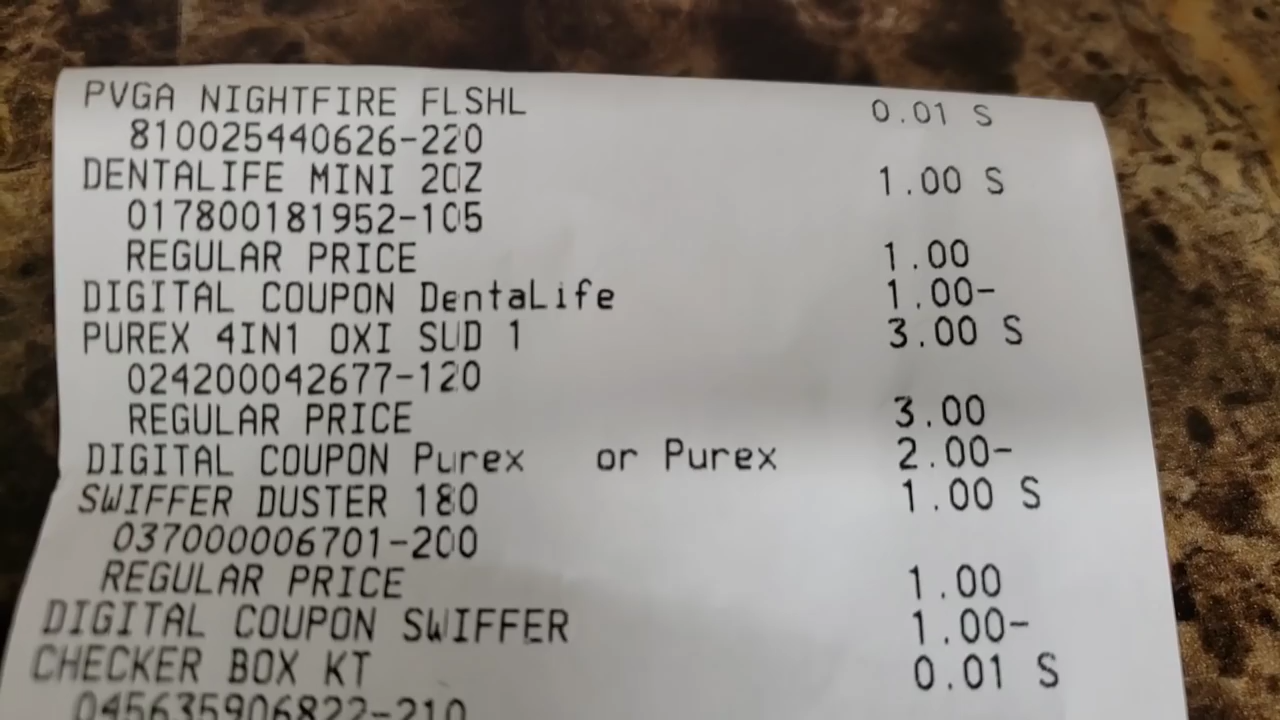 PVGA NIGHTFIRE FLSHL 0.01 S
810025440626-220
DENTALIFE MINI 20Z 1.00 S
017800181952-105
REGULAR PRICE 1.00
DIGITAL COUPON DentaLife 1.00-
PUREX 4IN1 OXI SUD 1 3.00 S
024200042677-120
REGULAR PRICE 3.00
DIGITAL COUPON Purex or Purex 2.00-
SWIFFER DUSTER 180 1.00 S
037000006701-200
REGULAR PRICE 1.00
DIGITAL COUPON SWIFFER 1.00-
CHECKER BOX KT 0.01 S
045635906822-210